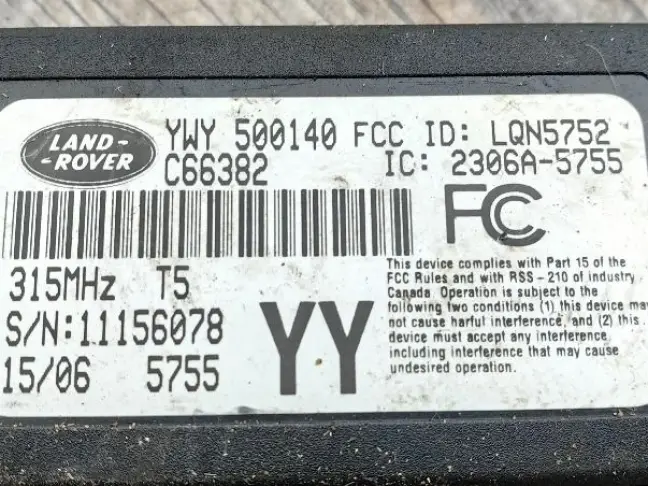 LAND-
-ROVER
YWY 500140 FCC ID: LQN5752
C66382 IC: 2306A-5755
FC
315MHz T5
S/N:11156078
15/06 5755
YY
This device complies with Part 15 of the
FCC Rules and with RSS - 210 of industry
Canada. Operation is subject to the
following two conditions (1) this device may
not cause harful interference, and (2) this
device must accept any interference
including interference that may cause
undesired operation.